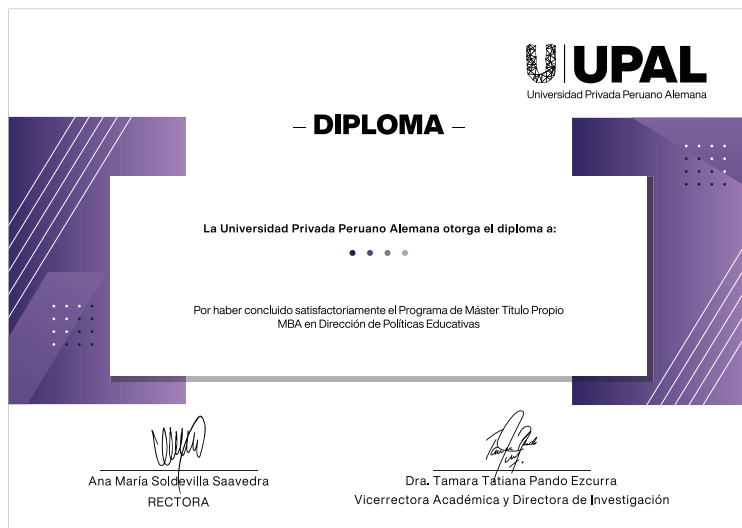 UPAL
Universidad Privada Peruano Alemana
– DIPLOMA –
La Universidad Privada Peruano Alemana otorga el diploma a:
Por haber concluido satisfactoriamente el Programa de Máster Título Propio
MBA en Dirección de Políticas Educativas
Ana María Soldevilla Saavedra
RECTORA
Dra. Tamara Tatiana Pando Ezcurra
Vicerrectora Académica y Directora de Investigación